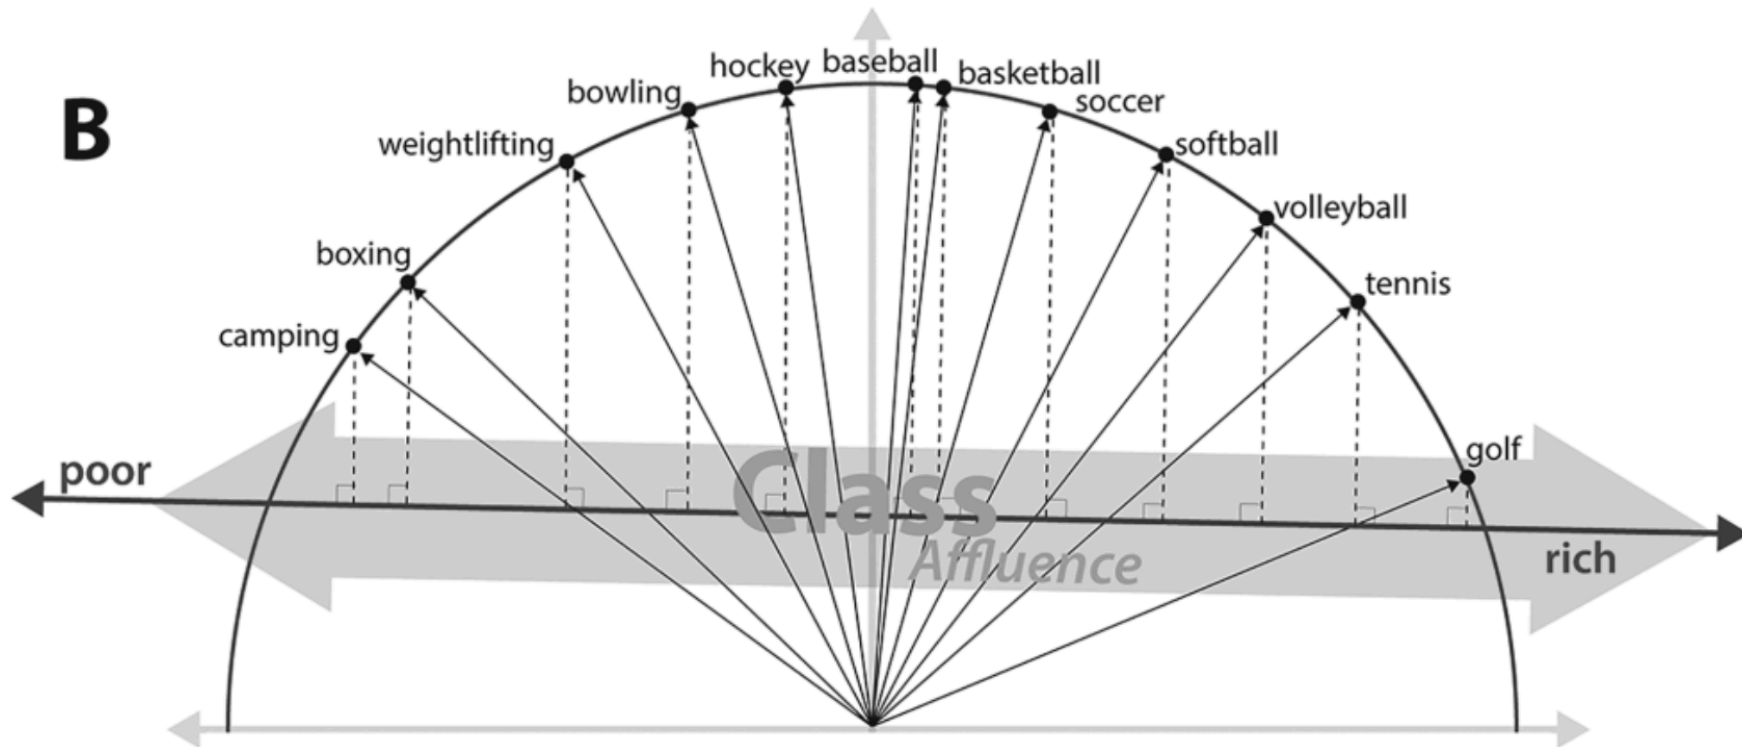 B
hockey
baseball
basketball
bowling
soccer
weightlifting
softball
volleyball
boxing
tennis
camping
golf
poor
Class
Affluence
rich